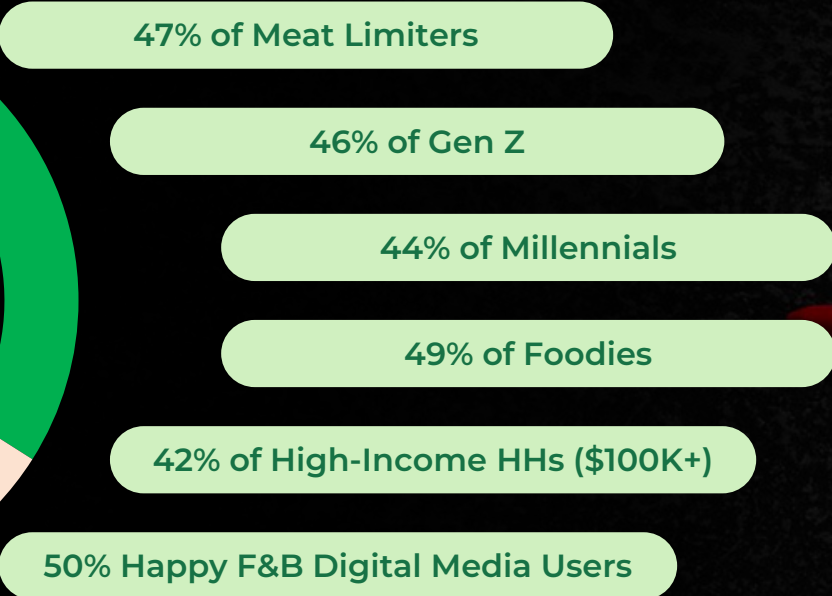 47% of Meat Limiters
46% of Gen Z
44% of Millennials
49% of Foodies
42% of High-Income HHs ($100K+)
50% Happy F&B Digital Media Users